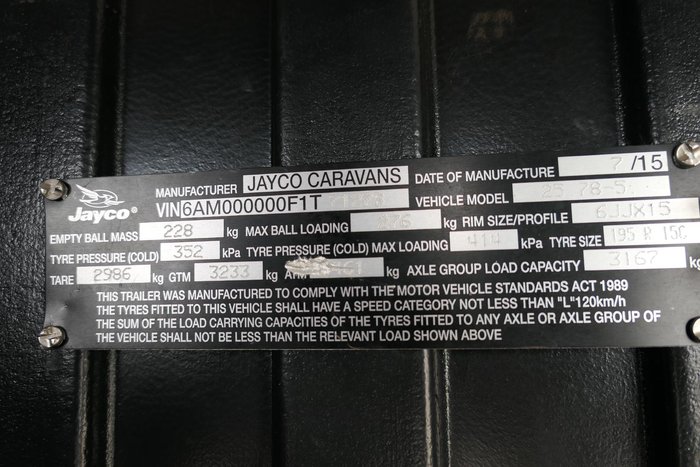 MANUFACTURER JAYCO CARAVANS DATE OF MANUFACTURE 7/15
Jayco VIN 6AM000000F1T VEHICLE MODEL 25 78-5
EMPTY BALL MASS 228 kg MAX BALL LOADING 276 kg RIM SIZE/PROFILE 6JJX15
TYRE PRESSURE (COLD) 352 kPa TYRE PRESSURE (COLD) MAX LOADING 414 kPa TYRE SIZE 195 R 15C
TARE 2986 kg GTM 3233 kg kg AXLE GROUP LOAD CAPACITY 3167 kg
THIS TRAILER WAS MANUFACTURED TO COMPLY WITH THE MOTOR VEHICLE STANDARDS ACT 1989
THE TYRES FITTED TO THIS VEHICLE SHALL HAVE A SPEED CATEGORY NOT LESS THAN "L"120km/h
THE SUM OF THE LOAD CARRYING CAPACITIES OF THE TYRES FITTED TO ANY AXLE OR AXLE GROUP OF
THE VEHICLE SHALL NOT BE LESS THAN THE RELEVANT LOAD SHOWN ABOVE